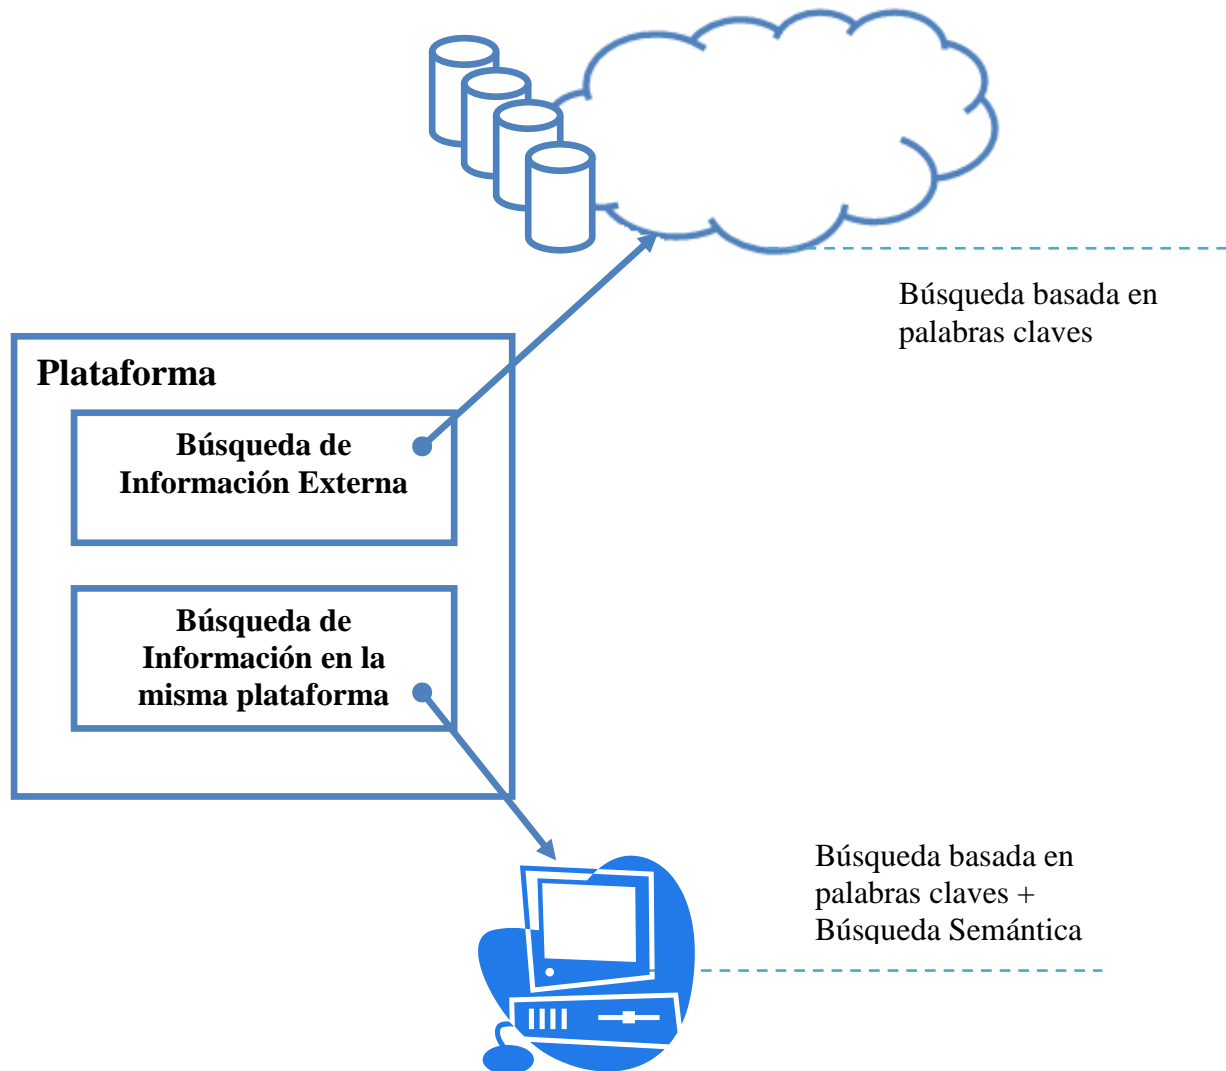 Búsqueda basada en
palabras claves
Plataforma
Búsqueda de
Información Externa
Búsqueda de
Información en la
misma plataforma
Búsqueda basada en
palabras claves +
Búsqueda Semántica